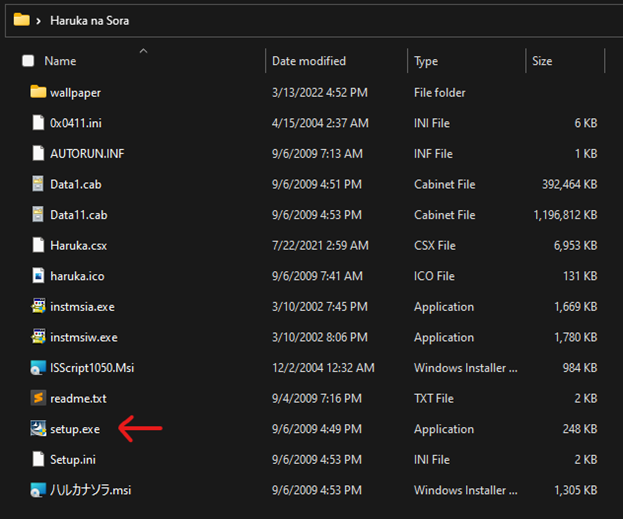 Haruka na Sora
Name Date modified Type Size
wallpaper 3/13/2022 4:52 PM File folder
0x0411.ini 4/15/2004 2:37 AM INI File 6 KB
AUTORUN.INF 9/6/2009 7:13 AM INF File 1 KB
Data1.cab 9/6/2009 4:51 PM Cabinet File 392,464 KB
Data11.cab 9/6/2009 4:53 PM Cabinet File 1,196,812 KB
Haruka.csx 7/22/2021 2:59 AM CSX File 6,953 KB
haruka.ico 9/6/2009 7:41 AM ICO File 131 KB
instmsia.exe 3/10/2002 7:45 PM Application 1,669 KB
instmsiw.exe 3/10/2002 8:06 PM Application 1,780 KB
ISScript1050.Msi 12/2/2004 12:32 AM Windows Installer ... 984 KB
readme.txt 9/4/2009 7:16 PM TXT File 2 KB
setup.exe 9/6/2009 4:49 PM Application 248 KB
Setup.ini 9/6/2009 4:53 PM INI File 2 KB
ハルカナソラ.msi 9/6/2009 4:53 PM Windows Installer ... 1,305 KB